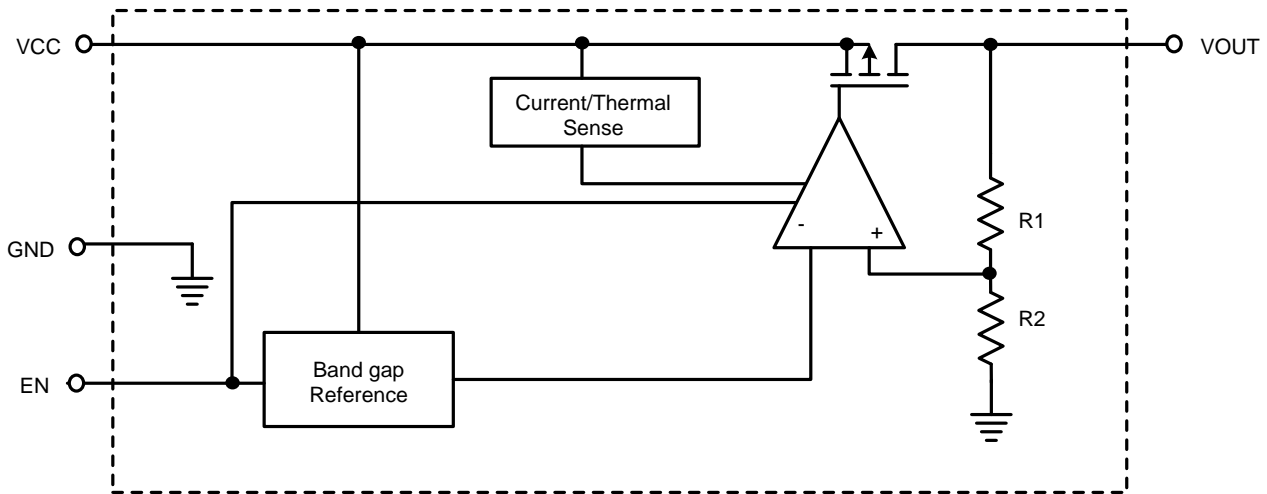 VCC
VOUT
Current/Thermal
Sense
- +
R1
GND
R2
EN
Band gap
Reference